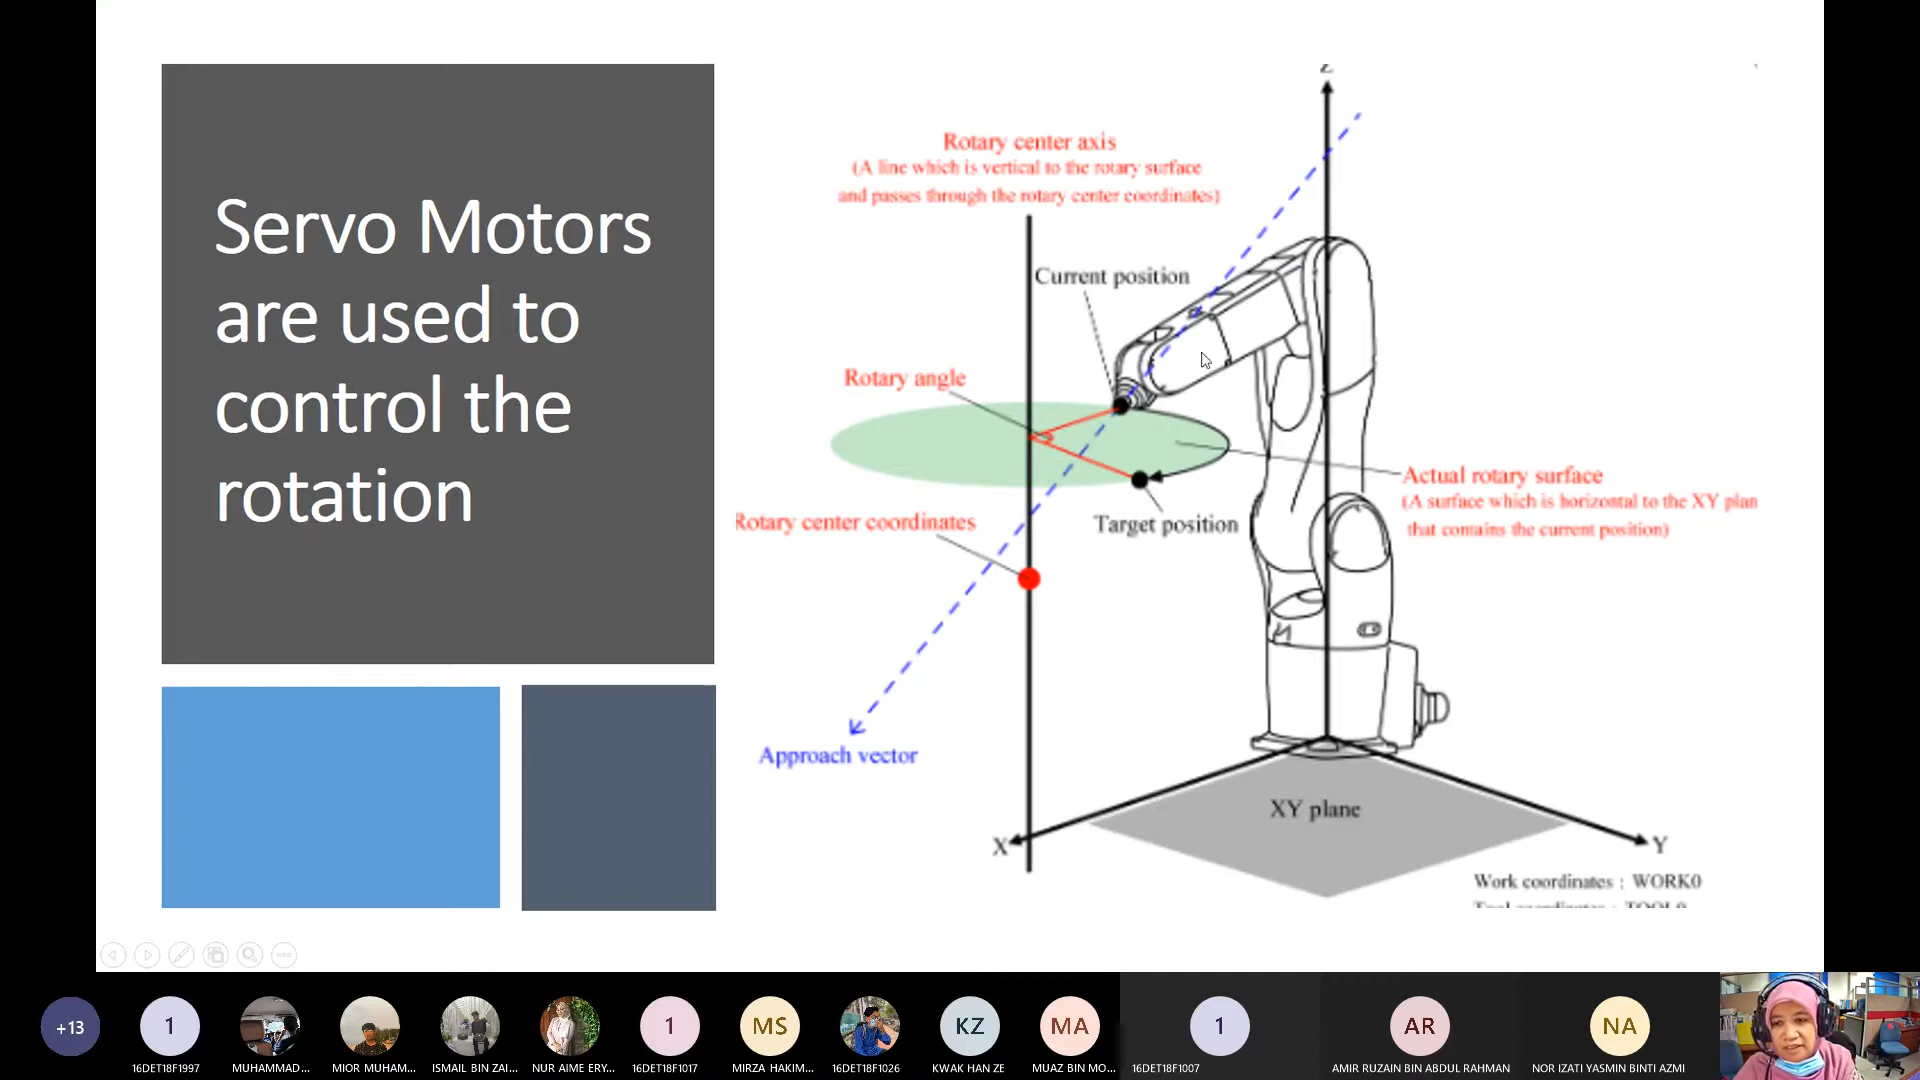 Servo Motors
are used to
control the
rotation
Z
Rotary center axis
(A line which is vertical to the rotary surface
and passes through the rotary center coordinates)
Current position
Rotary angle
Actual rotary surface
(A surface which is horizontal to the XY plan
that contains the current position)
Rotary center coordinates
Target position
Approach vector
XY plane
X
Y
Work coordinates : WORK0
Tool coordinates : TOOL0
+13
1
MS
KZ
MA
1
1
AR
NA
16DET18F1997
MUHAMMAD...
MIOR MUHAM...
ISMAIL BIN ZAI...
NUR AIME ERY...
16DET18F1017
MIRZA HAKIM...
16DET18F1026
KWAK HAN ZE
MUAZ BIN MO...
16DET18F1007
AMIR RUZAIN BIN ABDUL RAHMAN
NOR IZATI YASMIN BINTI AZMI